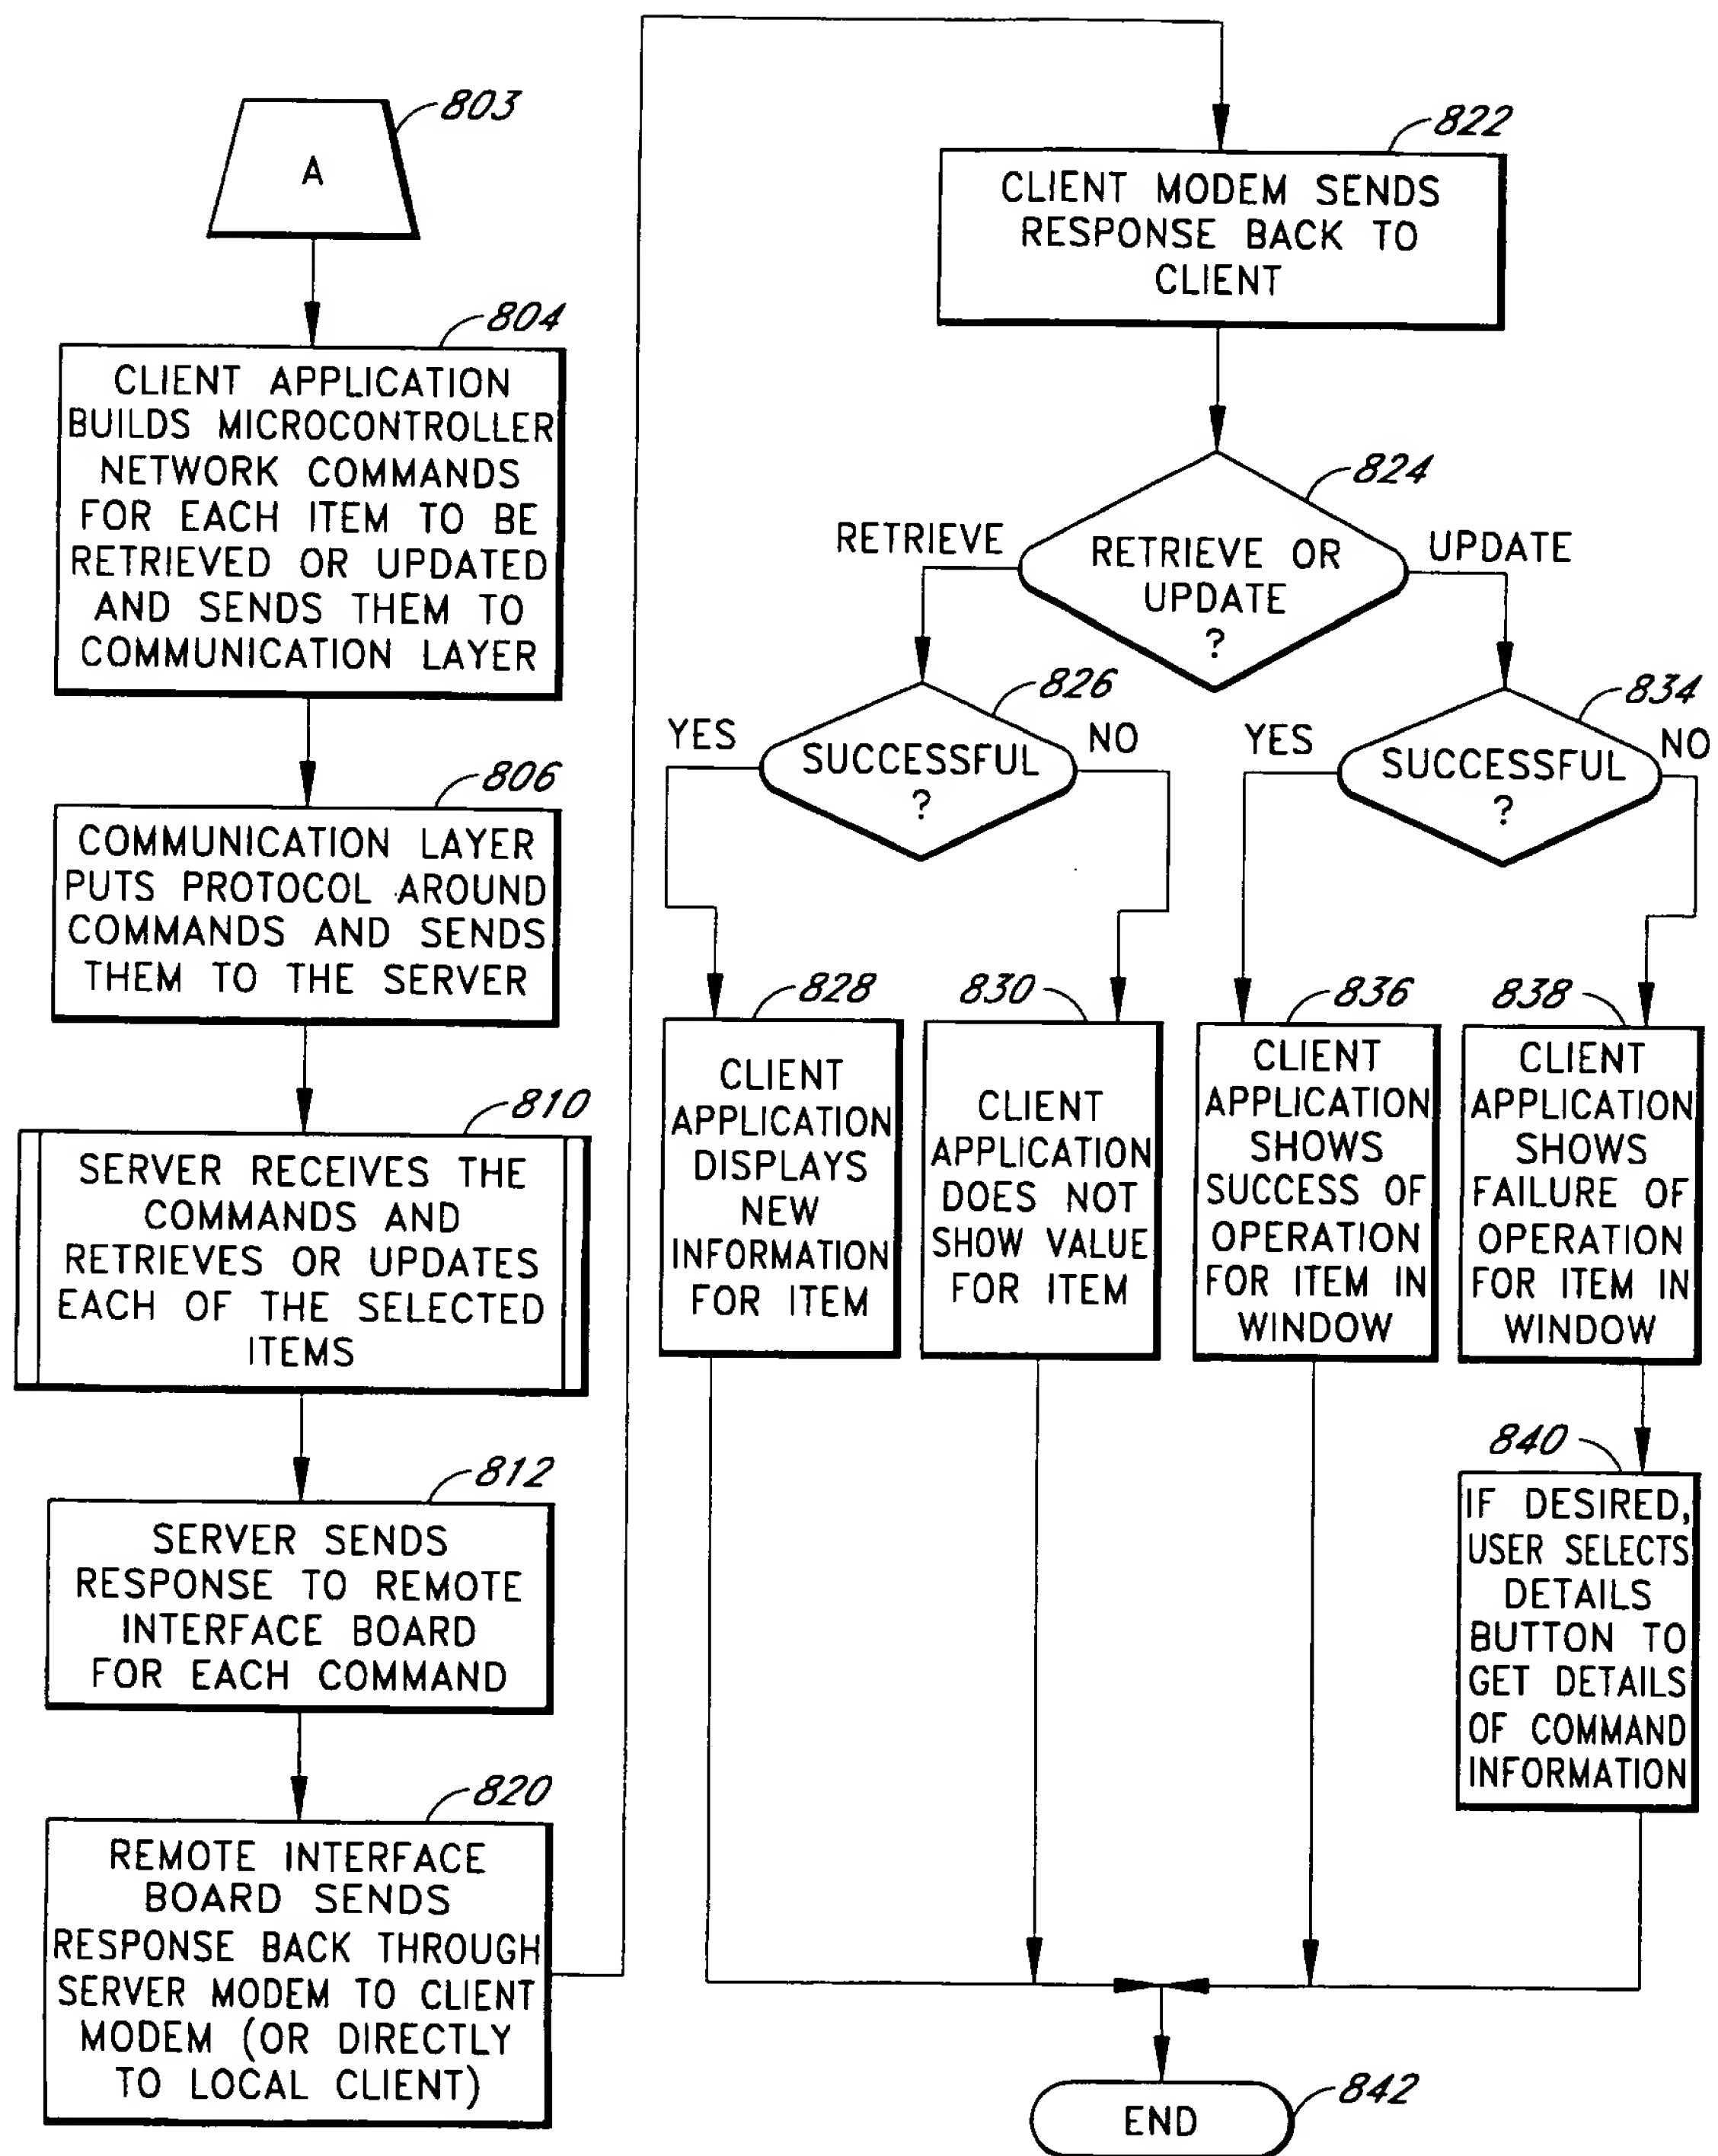 803
A
804
CLIENT APPLICATION
BUILDS MICROCONTROLLER
NETWORK COMMANDS
FOR EACH ITEM TO BE
RETRIEVED OR UPDATED
AND SENDS THEM TO
COMMUNICATION LAYER
806
COMMUNICATION LAYER
PUTS PROTOCOL AROUND
COMMANDS AND SENDS
THEM TO THE SERVER
810
SERVER RECEIVES THE
COMMANDS AND
RETRIEVES OR UPDATES
EACH OF THE SELECTED
ITEMS
812
SERVER SENDS
RESPONSE TO REMOTE
INTERFACE BOARD
FOR EACH COMMAND
820
REMOTE INTERFACE
BOARD SENDS
RESPONSE BACK THROUGH
SERVER MODEM TO CLIENT
MODEM (OR DIRECTLY
TO LOCAL CLIENT)
822
CLIENT MODEM SENDS
RESPONSE BACK TO
CLIENT
824
RETRIEVE
RETRIEVE OR
UPDATE
?
UPDATE
826
YES
SUCCESSFUL
?
NO
834
YES
SUCCESSFUL
?
NO
828
CLIENT
APPLICATION
DISPLAYS
NEW
INFORMATION
FOR ITEM
830
CLIENT
APPLICATION
DOES NOT
SHOW VALUE
FOR ITEM
836
CLIENT
APPLICATION
SHOWS
SUCCESS OF
OPERATION
FOR ITEM IN
WINDOW
838
CLIENT
APPLICATION
SHOWS
FAILURE OF
OPERATION
FOR ITEM IN
WINDOW
840
IF DESIRED,
USER SELECTS
DETAILS
BUTTON TO
GET DETAILS
OF COMMAND
INFORMATION
END
842